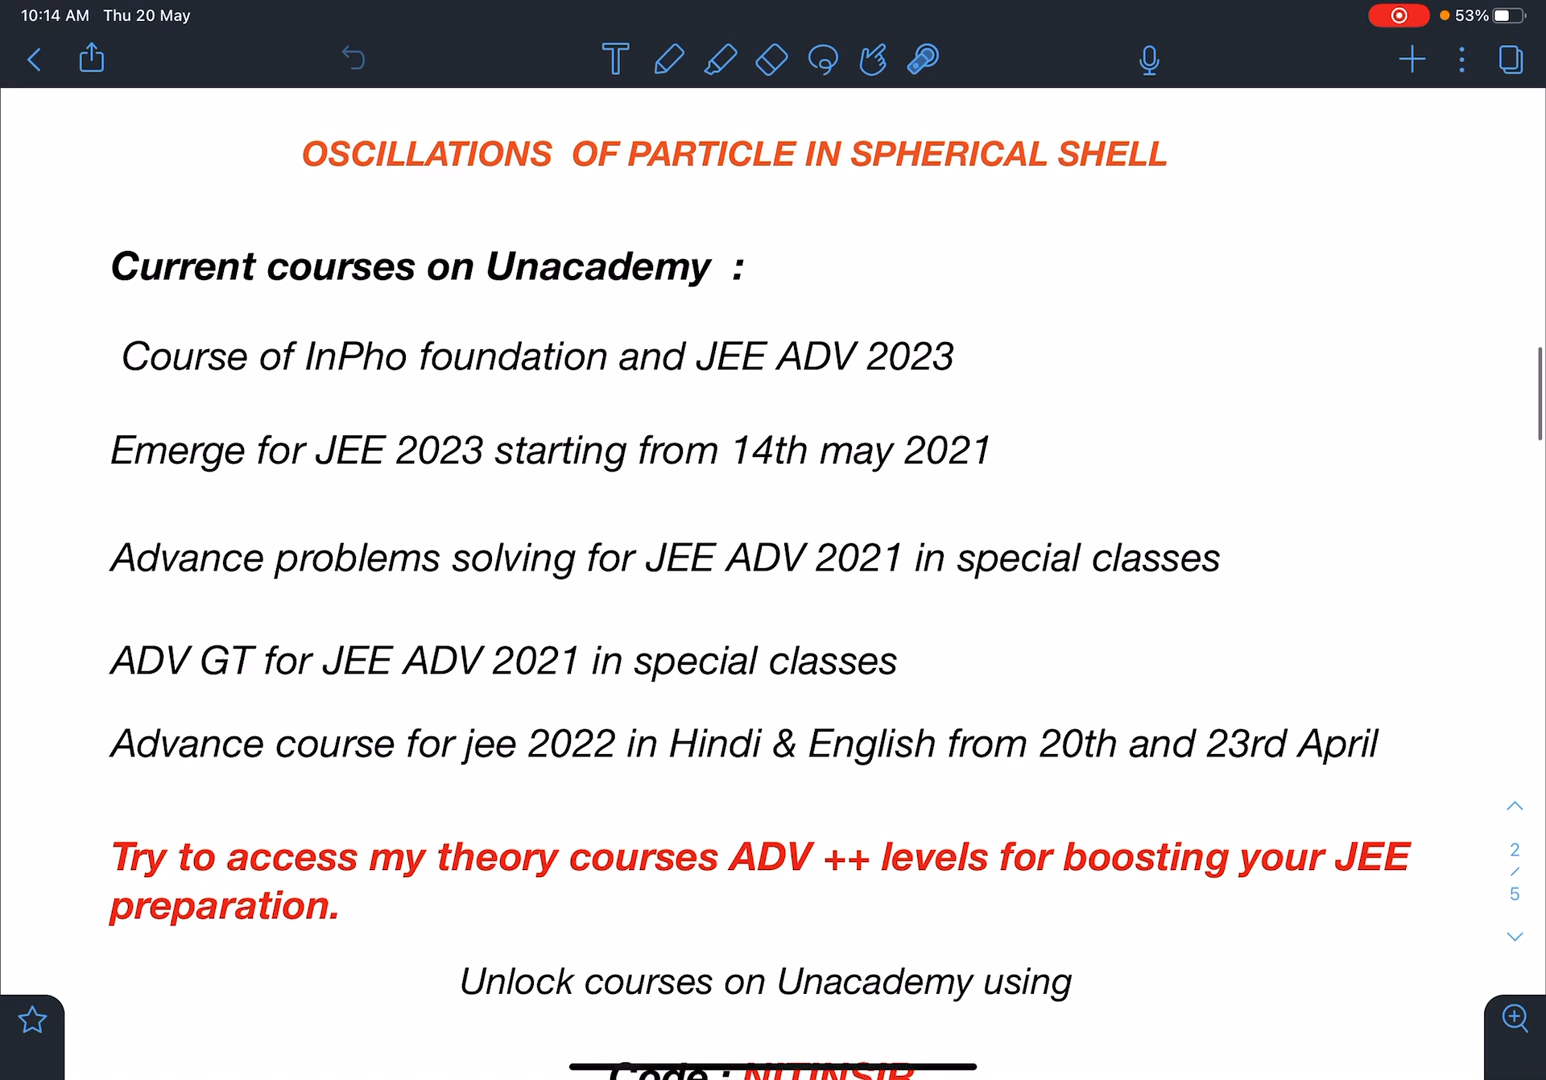 10:14 AM Thu 20 May
53%
OSCILLATIONS OF PARTICLE IN SPHERICAL SHELL
Current courses on Unacademy :
Course of InPho foundation and JEE ADV 2023
Emerge for JEE 2023 starting from 14th may 2021
Advance problems solving for JEE ADV 2021 in special classes
ADV GT for JEE ADV 2021 in special classes
Advance course for jee 2022 in Hindi & English from 20th and 23rd April
Try to access my theory courses ADV ++ levels for boosting your JEE
preparation.
2
/
5
Unlock courses on Unacademy using
Code : NITINSIR